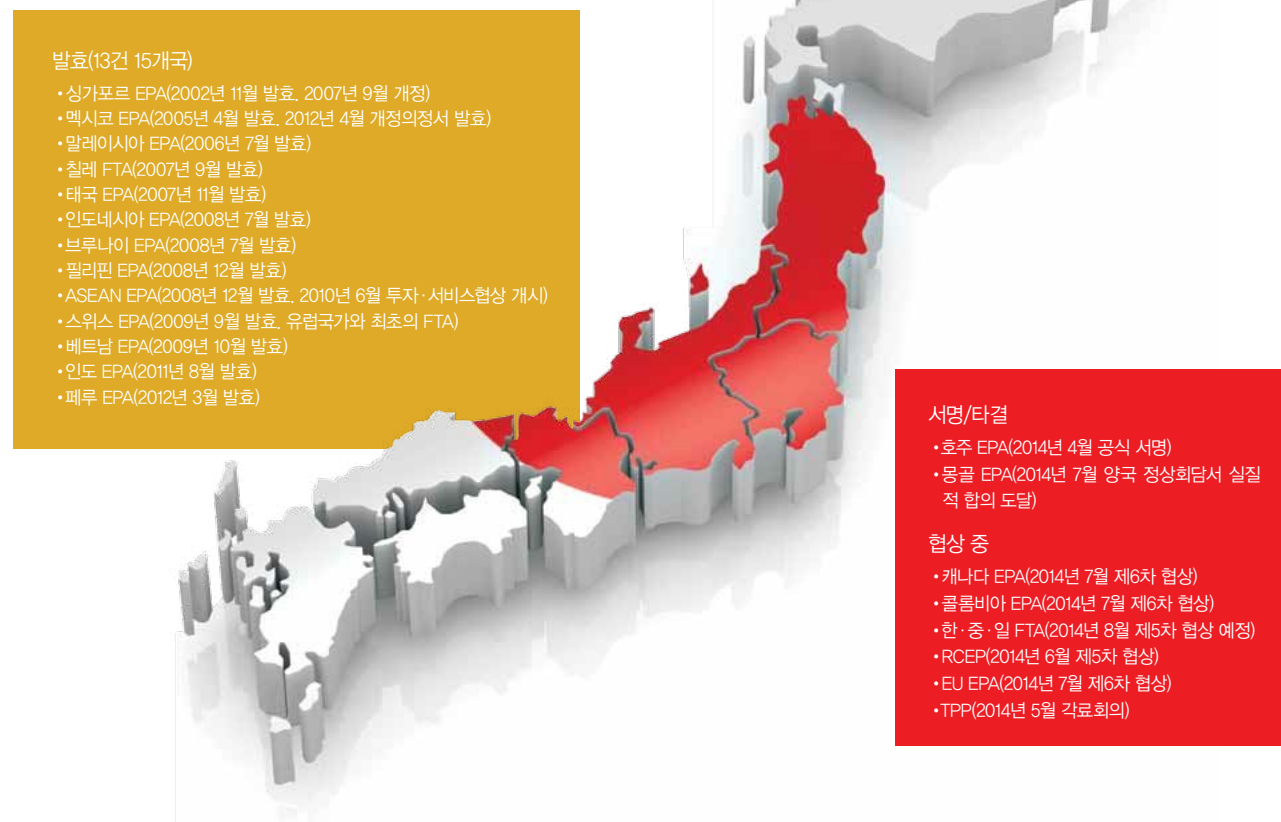 발효(13건 15개국)
•싱가포르 EPA(2002년 11월 발효, 2007년 9월 개정)
•멕시코 EPA(2005년 4월 발효, 2012년 4월 개정의정서 발효)
•말레이시아 EPA(2006년 7월 발효)
•칠레 FTA(2007년 9월 발효)
•태국 EPA(2007년 11월 발효)
•인도네시아 EPA(2008년 7월 발효)
•브루나이 EPA(2008년 7월 발효)
•필리핀 EPA(2008년 12월 발효)
•ASEAN EPA(2008년 12월 발효, 2010년 6월 투자·서비스협상 개시)
•스위스 EPA(2009년 9월 발효, 유럽국가와 최초의 FTA)
•베트남 EPA(2009년 10월 발효)
•인도 EPA(2011년 8월 발효)
•페루 EPA(2012년 3월 발효)
서명/타결
•호주 EPA(2014년 4월 공식 서명)
•몽골 EPA(2014년 7월 양국 정상회담서 실질
적 합의 도달)
협상 중
•캐나다 EPA(2014년 7월 제6차 협상)
•콜롬비아 EPA(2014년 7월 제6차 협상)
•한·중·일 FTA(2014년 8월 제5차 협상 예정)
•RCEP(2014년 6월 제5차 협상)
•EU EPA(2014년 7월 제6차 협상)
•TPP(2014년 5월 각료회의)